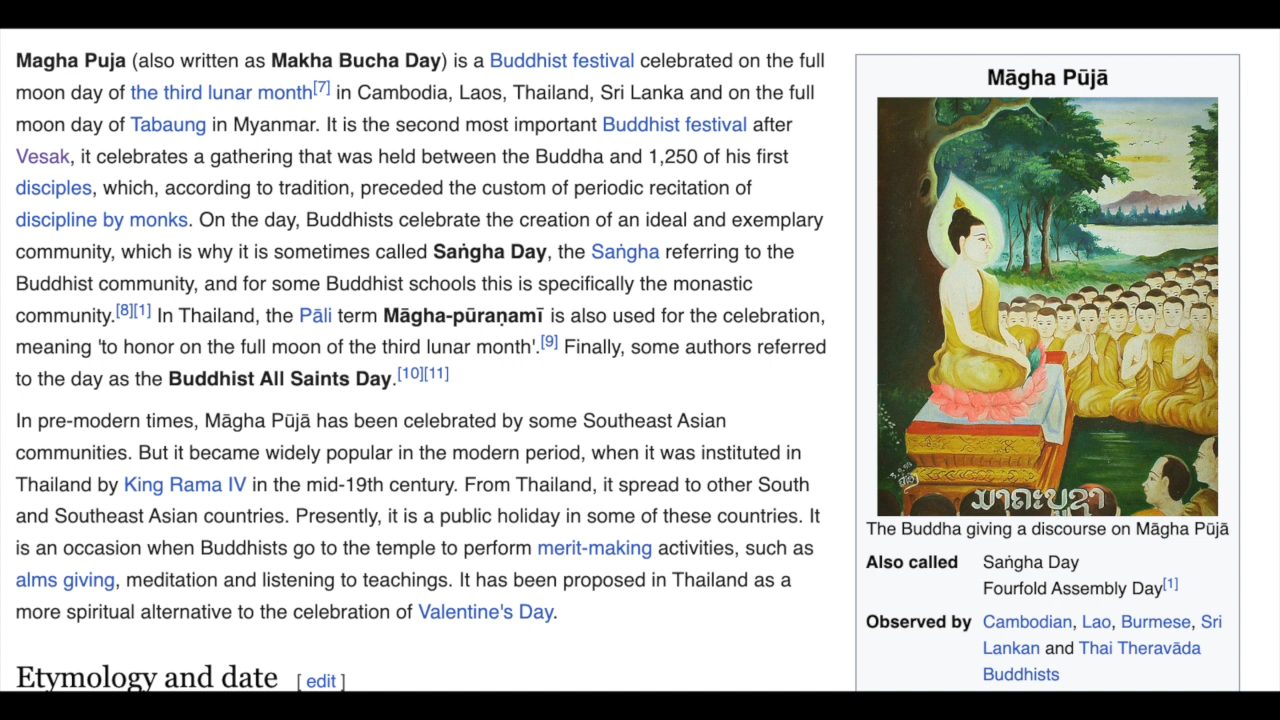 Magha Puja (also written as Makha Bucha Day) is a Buddhist festival celebrated on the full
moon day of the third lunar month[7] in Cambodia, Laos, Thailand, Sri Lanka and on the full
moon day of Tabaung in Myanmar. It is the second most important Buddhist festival after
Vesak, it celebrates a gathering that was held between the Buddha and 1,250 of his first
disciples, which, according to tradition, preceded the custom of periodic recitation of
discipline by monks. On the day, Buddhists celebrate the creation of an ideal and exemplary
community, which is why it is sometimes called Saṅgha Day, the Saṅgha referring to the
Buddhist community, and for some Buddhist schools this is specifically the monastic
community.[8][1] In Thailand, the Pāli term Māgha-pūraṇamī is also used for the celebration,
meaning 'to honor on the full moon of the third lunar month'.[9] Finally, some authors referred
to the day as the Buddhist All Saints Day.[10][11]
In pre-modern times, Māgha Pūjā has been celebrated by some Southeast Asian
communities. But it became widely popular in the modern period, when it was instituted in
Thailand by King Rama IV in the mid-19th century. From Thailand, it spread to other South
and Southeast Asian countries. Presently, it is a public holiday in some of these countries. It
is an occasion when Buddhists go to the temple to perform merit-making activities, such as
alms giving, meditation and listening to teachings. It has been proposed in Thailand as a
more spiritual alternative to the celebration of Valentine's Day.
Etymology and date [ edit ]
Māgha Pūjā
ມາຄະບູຊາ
The Buddha giving a discourse on Māgha Pūjā
Also called Saṅgha Day
Fourfold Assembly Day[1]
Observed by Cambodian, Lao, Burmese, Sri
Lankan and Thai Theravāda
Buddhists